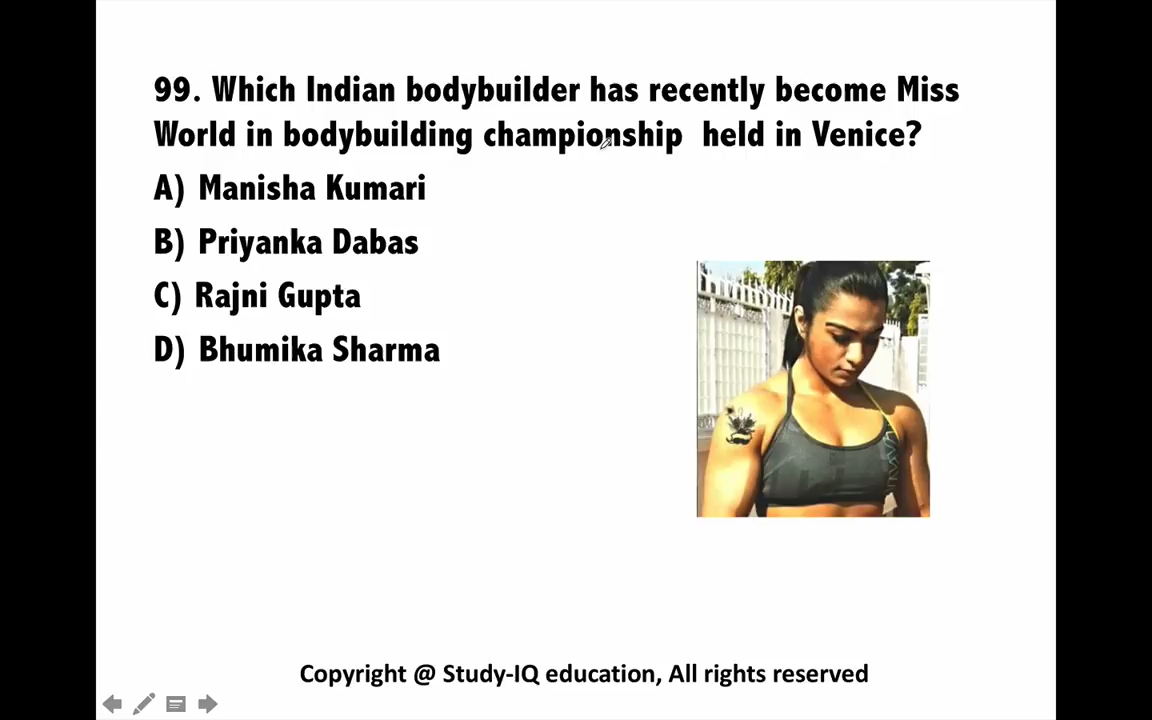 99. Which Indian bodybuilder has recently become Miss
World in bodybuilding championship held in Venice?
A) Manisha Kumari
B) Priyanka Dabas
C) Rajni Gupta
D) Bhumika Sharma
Copyright @ Study-IQ education, All rights reserved